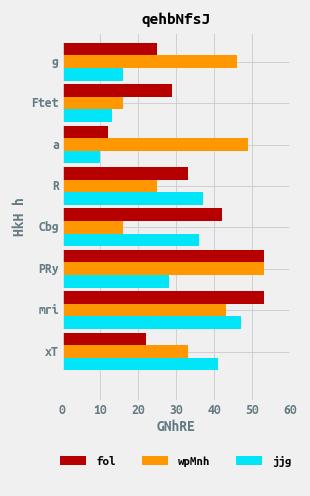 qehbNfsJ
g
Ftet
a
R
Cbg
PRy
mri
xT
HkH h
0 10 20 30 40 50 60
GNhRE
fol wpMnh jjg